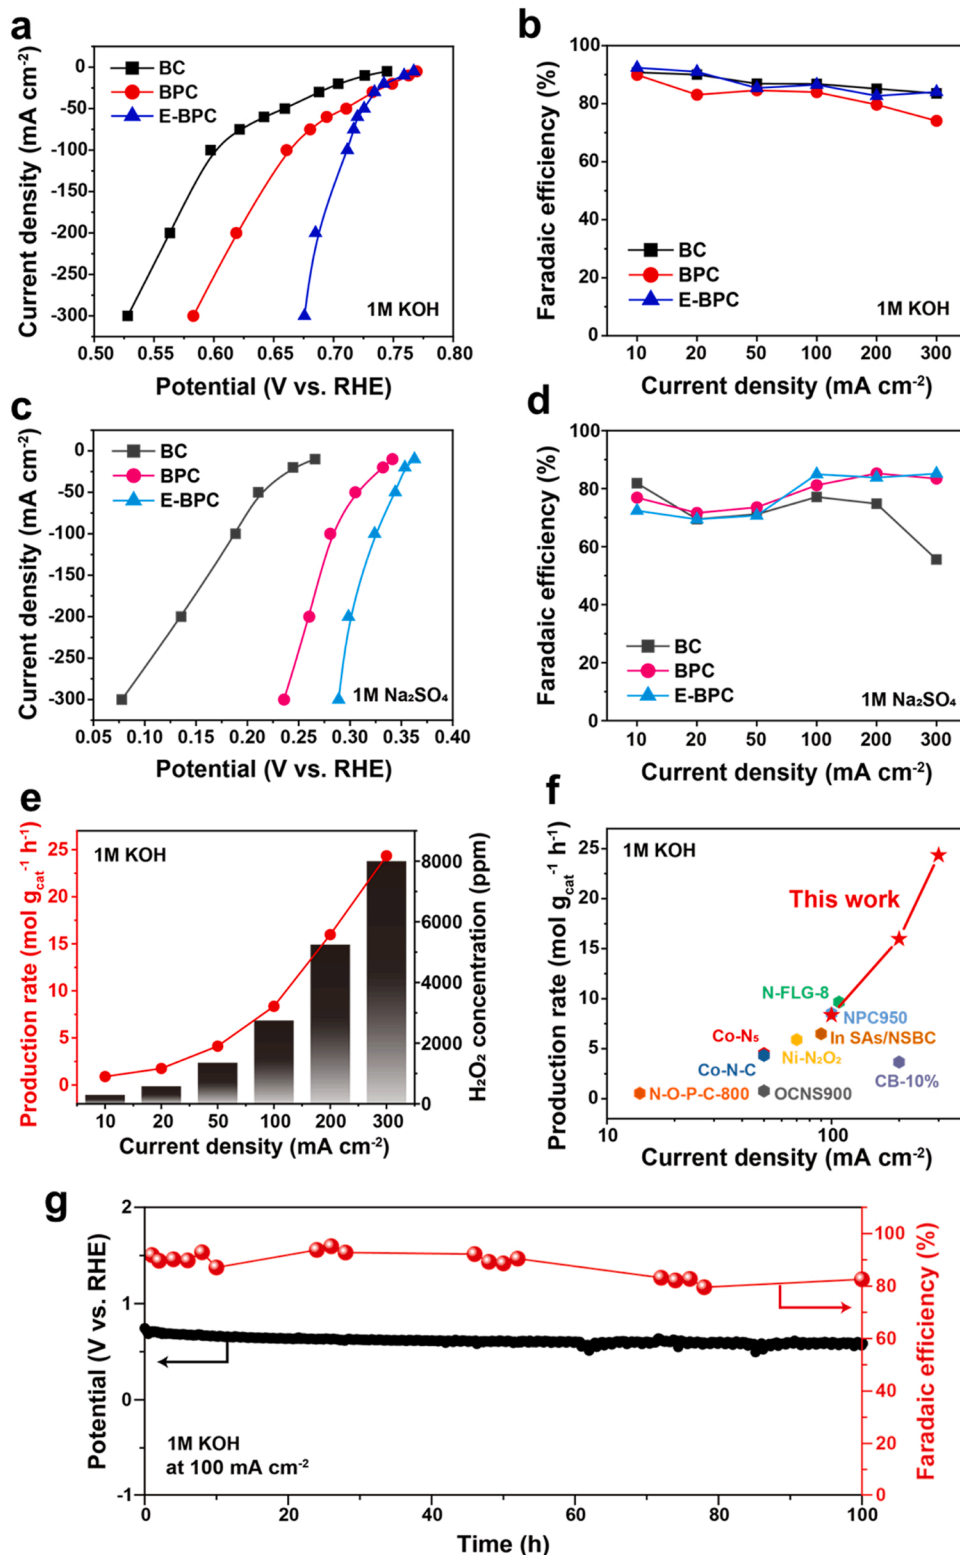 a
0
-50
-100
-150
-200
-250
-300
Current density (mA cm⁻²)
BC
BPC
E-BPC
1M KOH
0.50 0.55 0.60 0.65 0.70 0.75 0.80
Potential (V vs. RHE)
b
100
80
60
40
20
0
Faradaic efficiency (%)
BC
BPC
E-BPC
1M KOH
10 20 50 100 200 300
Current density (mA cm⁻²)
c
0
-50
-100
-150
-200
-250
-300
Current density (mA cm⁻²)
BC
BPC
E-BPC
1M Na₂SO₄
0.05 0.10 0.15 0.20 0.25 0.30 0.35 0.40
Potential (V vs. RHE)
d
100
80
60
40
20
0
Faradaic efficiency (%)
BC
BPC
E-BPC
1M Na₂SO₄
10 20 50 100 200 300
Current density (mA cm⁻²)
e
25
20
15
10
5
0
Production rate (mol gcat⁻¹ h⁻¹)
1M KOH
8000
6000
4000
2000
0
H₂O₂ concentration (ppm)
10 20 50 100 200 300
Current density (mA cm⁻²)
f
25
20
15
10
5
0
Production rate (mol gcat⁻¹ h⁻¹)
1M KOH
This work
N-FLG-8
NPC950
Co-N₅
In SAs/NSBC
Ni-N₂O₂
Co-N-C
CB-10%
N-O-P-C-800
OCNS900
10 100
Current density (mA cm⁻²)
g
2
1
0
-1
Potential (V vs. RHE)
1M KOH
at 100 mA cm⁻²
100
80
60
40
20
0
Faradaic efficiency (%)
0 20 40 60 80 100
Time (h)